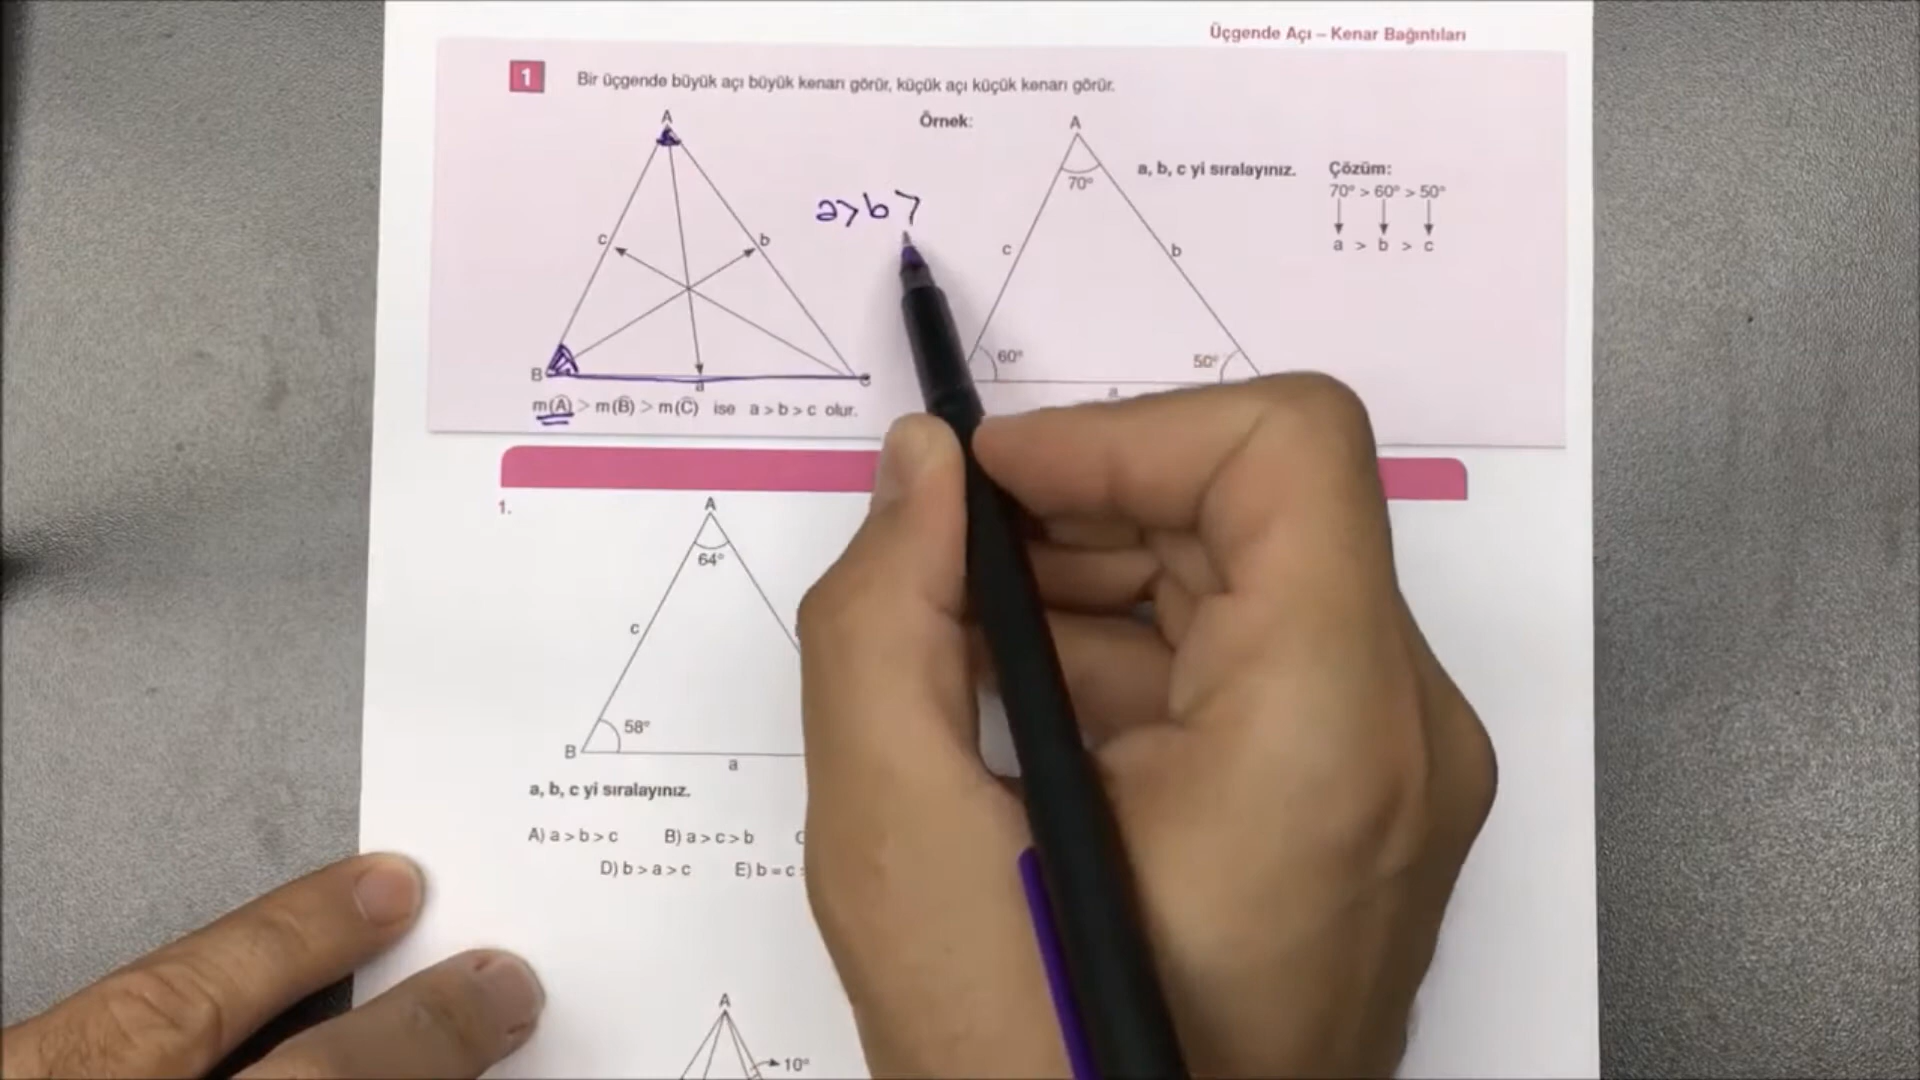 Üçgende Açı – Kenar Bağıntıları
1 Bir üçgende büyük açı büyük kenarı görür, küçük açı küçük kenarı görür.
A
c
b
B
a
C
m(A) > m(B) > m(C) ise a > b > c olur.
a > b >
Örnek:
A
70°
c
b
60°
50°
a
a, b, c yi sıralayınız.
Çözüm:
70° > 60° > 50°
a > b > c
1.
A
64°
c
58°
B
a
a, b, c yi sıralayınız.
A) a > b > c B) a > c > b
D) b > a > c E) b = c
A
10°